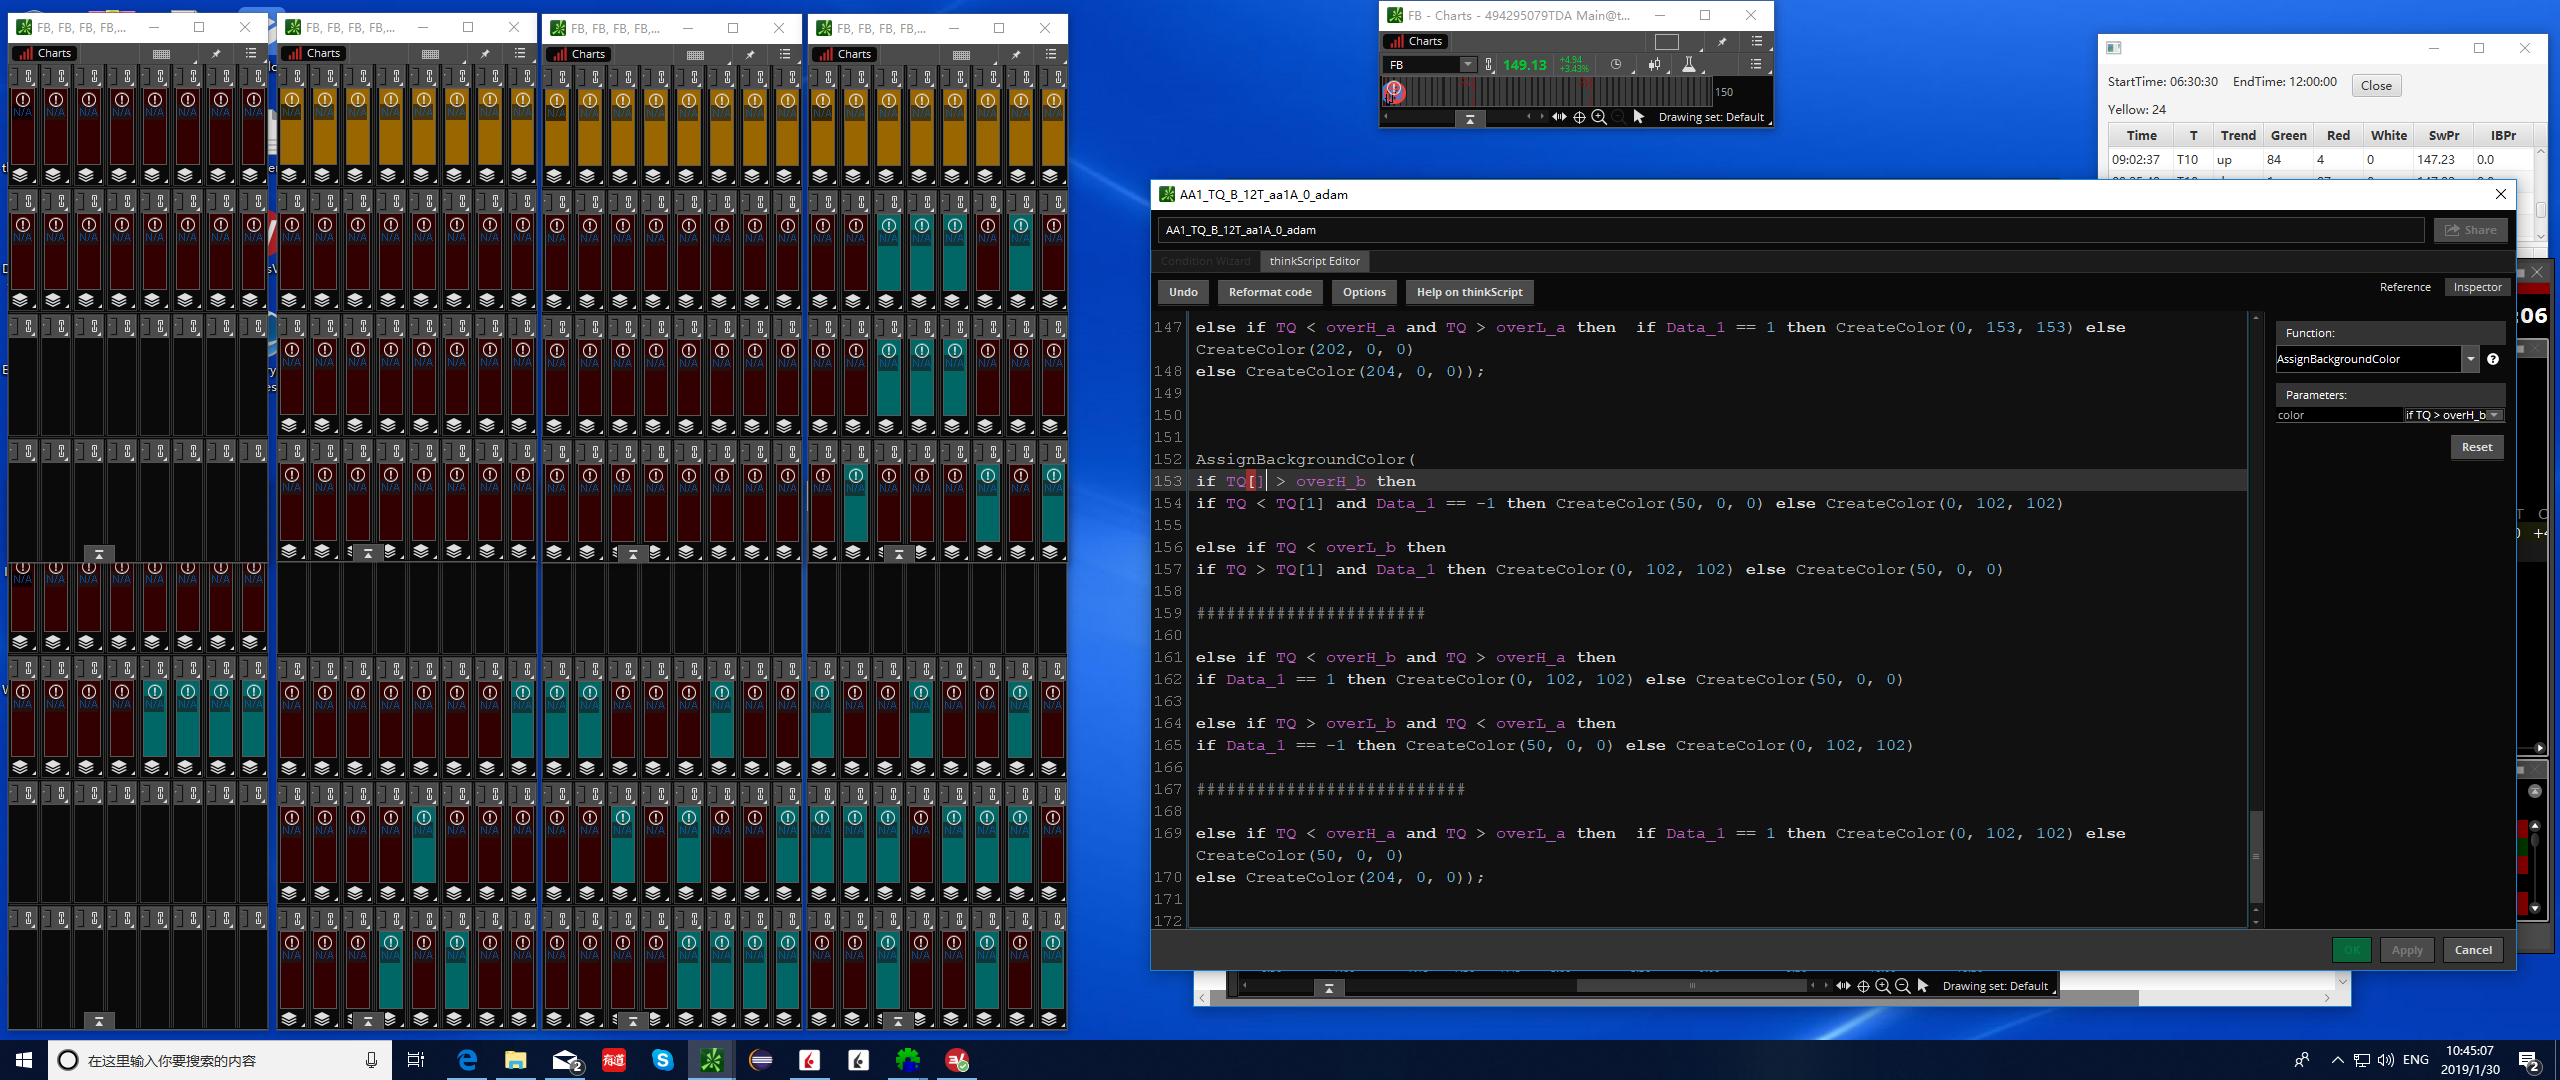 FB, FB, FB, FB,...
FB, FB, FB, FB,...
FB, FB, FB, FB,...
FB, FB, FB, FB,...
Charts
Charts
Charts
Charts
FB - Charts - 494295079TDA Main@t...
Charts
FB
149.13
+4.94
+3.43%
150
Drawing set: Default
StartTime: 06:30:30
EndTime: 12:00:00
Close
Yellow: 24
Time T Trend Green Red White SwPr IBPr
09:02:37 T10 up 84 4 0 147.23 0.0
AA1_TQ_B_12T_aa1A_0_adam
AA1_TQ_B_12T_aa1A_0_adam
Share
Condition Wizard
thinkScript Editor
Undo
Reformat code
Options
Help on thinkScript
Reference
Inspector
147 else if TQ < overH_a and TQ > overL_a then  if Data_1 == 1 then CreateColor(0, 153, 153) else
CreateColor(202, 0, 0)
148 else CreateColor(204, 0, 0));
149
150
151
152 AssignBackgroundColor(
153 if TQ[] > overH_b then
154 if TQ < TQ[1] and Data_1 == -1 then CreateColor(50, 0, 0) else CreateColor(0, 102, 102)
155
156 else if TQ < overL_b then
157 if TQ > TQ[1] and Data_1 then CreateColor(0, 102, 102) else CreateColor(50, 0, 0)
158
159 #######################
160
161 else if TQ < overH_b and TQ > overH_a then
162 if Data_1 == 1 then CreateColor(0, 102, 102) else CreateColor(50, 0, 0)
163
164 else if TQ > overL_b and TQ < overL_a then
165 if Data_1 == -1 then CreateColor(50, 0, 0) else CreateColor(0, 102, 102)
166
167 ###########################
168
169 else if TQ < overH_a and TQ > overL_a then  if Data_1 == 1 then CreateColor(0, 102, 102) else
CreateColor(50, 0, 0)
170 else CreateColor(204, 0, 0));
171
172
Function:
AssignBackgroundColor
Parameters:
color
if TQ > overH_b
Reset
:06
OK
Apply
Cancel
Drawing set: Default
在这里输入你要搜索的内容
有道
ENG
10:45:07
2019/1/30